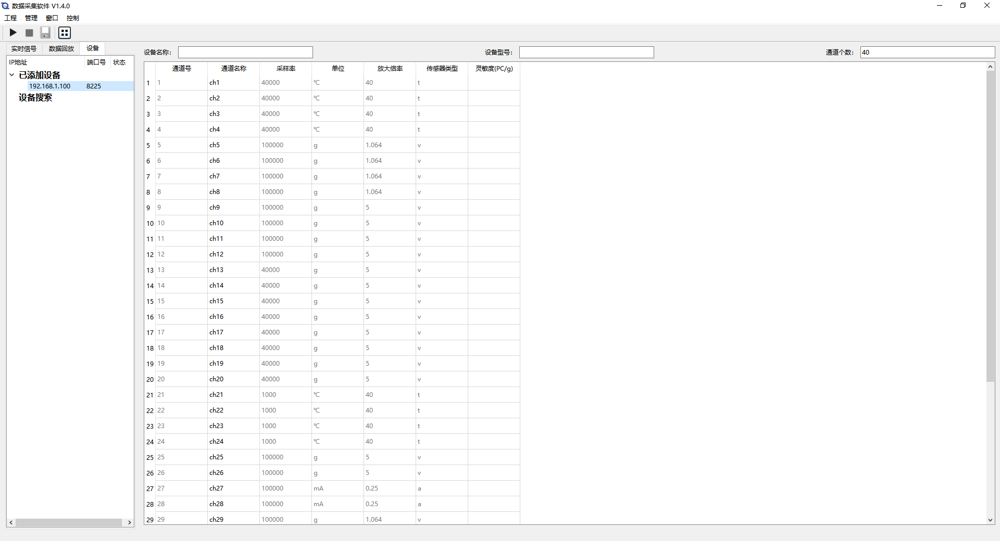 数据采集软件 V1.4.0
工程 管理 窗口 控制
实时信号 数据回放 设备
设备名称： 设备型号： 通道个数： 40
IP地址 端口号 状态
已添加设备
192.168.1.100 8225
设备搜索
通道号 通道名称 采样率 单位 放大倍率 传感器类型 灵敏度(PC/g)
1 1 ch1 40000 ℃ 40 t
2 2 ch2 40000 ℃ 40 t
3 3 ch3 40000 ℃ 40 t
4 4 ch4 40000 ℃ 40 t
5 5 ch5 100000 g 1.064 v
6 6 ch6 100000 g 1.064 v
7 7 ch7 100000 g 1.064 v
8 8 ch8 100000 g 1.064 v
9 9 ch9 100000 g 5 v
10 10 ch10 100000 g 5 v
11 11 ch11 100000 g 5 v
12 12 ch12 100000 g 5 v
13 13 ch13 40000 g 5 v
14 14 ch14 40000 g 5 v
15 15 ch15 40000 g 5 v
16 16 ch16 40000 g 5 v
17 17 ch17 40000 g 5 v
18 18 ch18 40000 g 5 v
19 19 ch19 40000 g 5 v
20 20 ch20 40000 g 5 v
21 21 ch21 1000 ℃ 40 t
22 22 ch22 1000 ℃ 40 t
23 23 ch23 1000 ℃ 40 t
24 24 ch24 1000 ℃ 40 t
25 25 ch25 100000 g 5 v
26 26 ch26 100000 g 5 v
27 27 ch27 100000 mA 0.25 a
28 28 ch28 100000 mA 0.25 a
29 29 ch29 100000 g 1.064 v